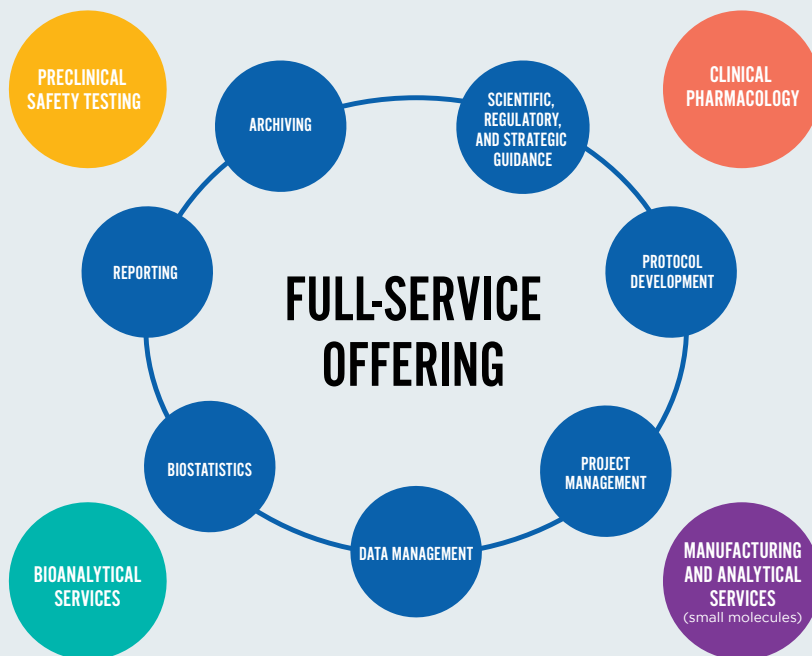 PRECLINICAL
SAFETY TESTING
CLINICAL
PHARMACOLOGY
ARCHIVING
SCIENTIFIC,
REGULATORY,
AND STRATEGIC
GUIDANCE
REPORTING
PROTOCOL
DEVELOPMENT
FULL-SERVICE
OFFERING
BIOSTATISTICS
PROJECT
MANAGEMENT
DATA MANAGEMENT
BIOANALYTICAL
SERVICES
MANUFACTURING
AND ANALYTICAL
SERVICES
(small molecules)